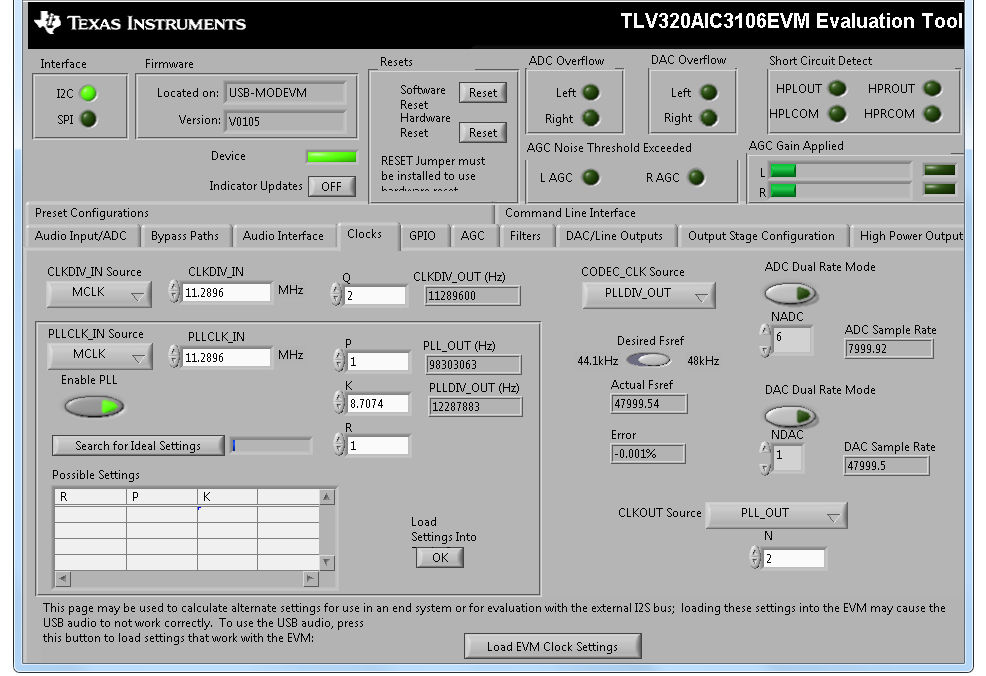 TEXAS INSTRUMENTS
TLV320AIC3106EVM Evaluation Tool
Interface
I2C
SPI
Firmware
Located on: USB-MODEVM
Version: V0105
Device
Indicator Updates OFF
Resets
Software
Reset
Reset
Hardware
Reset
Reset
RESET Jumper must
be installed to use
hardware reset
ADC Overflow
Left
Right
DAC Overflow
Left
Right
Short Circuit Detect
HPLOUT HPROUT
HPLCOM HPRCOM
AGC Noise Threshold Exceeded
L AGC R AGC
AGC Gain Applied
L
R
Preset Configurations Command Line Interface
Audio Input/ADC Bypass Paths Audio Interface Clocks GPIO AGC Filters DAC/Line Outputs Output Stage Configuration High Power Output
CLKDIV_IN Source
MCLK
CLKDIV_IN
11.2896 MHz
Q
2
CLKDIV_OUT (Hz)
11289600
PLLCLK_IN Source
MCLK
PLLCLK_IN
11.2896 MHz
P
1
PLL_OUT (Hz)
98303063
Enable PLL
K
8.7074
PLLDIV_OUT (Hz)
12287883
R
1
Search for Ideal Settings
Possible Settings
R P K
Load
Settings Into
OK
CODEC_CLK Source
PLLDIV_OUT
Desired Fsref
44.1kHz 48kHz
Actual Fsref
47999.54
Error
-0.001%
ADC Dual Rate Mode
NADC
6
ADC Sample Rate
7999.92
DAC Dual Rate Mode
NDAC
1
DAC Sample Rate
47999.5
CLKOUT Source PLL_OUT
N
2
This page may be used to calculate alternate settings for use in an end system or for evaluation with the external I2S bus; loading these settings into the EVM may cause the
USB audio to not work correctly. To use the USB audio, press
this button to load settings that work with the EVM:
Load EVM Clock Settings